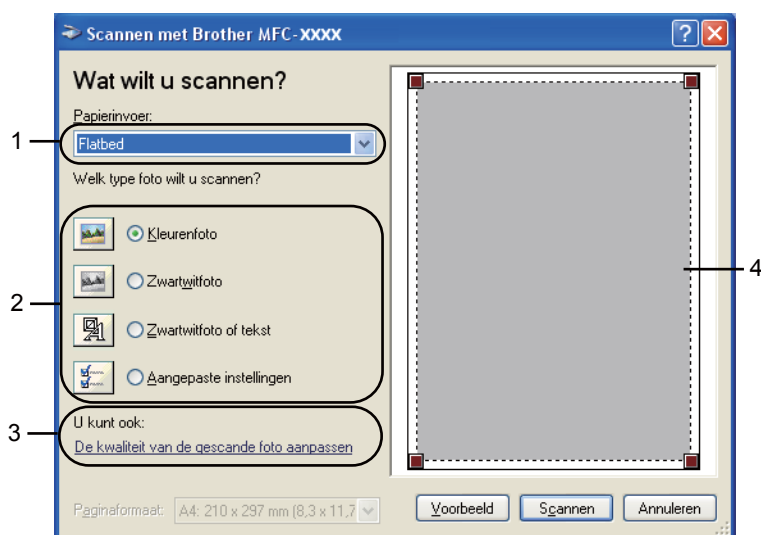 Scannen met Brother MFC-XXXX
Wat wilt u scannen?
Papierinvoer:
1
Flatbed
Welk type foto wilt u scannen?
Kleurenfoto
Zwartwitfoto
2
Zwartwitfoto of tekst
Aangepaste instellingen
3
U kunt ook:
De kwaliteit van de gescande foto aanpassen
4
Paginaformaat: A4: 210 x 297 mm (8,3 x 11,7
Voorbeeld Scannen Annuleren